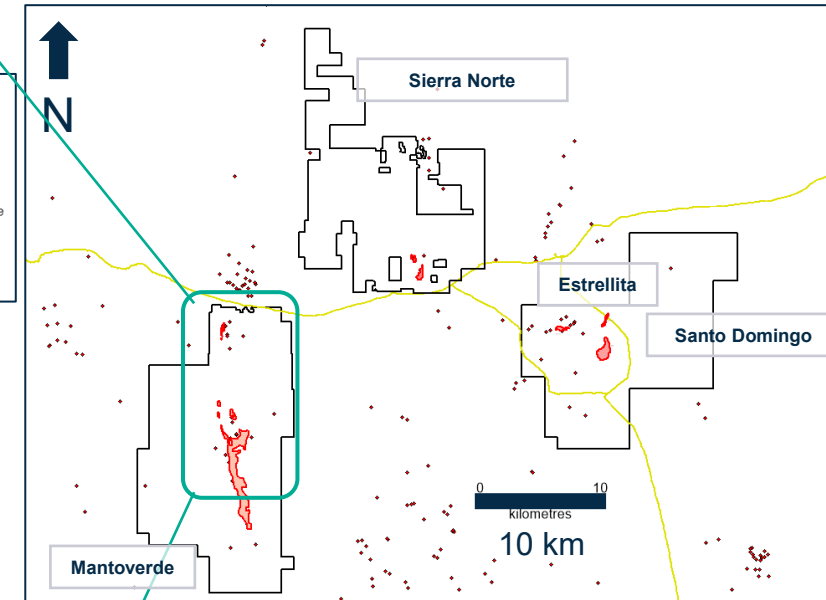 Sierra Norte
N
e
Estrellita
Santo Domingo
0 10
kilometres
10 km
Mantoverde